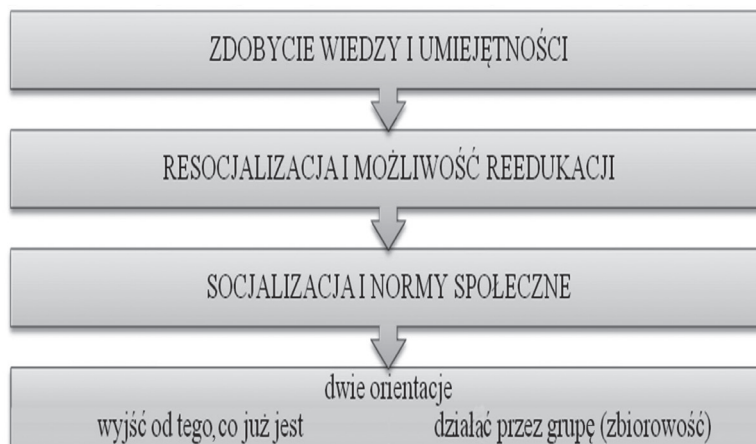 ZDOBYCIE WIEDZY I UMIEJĘTNOŚCI
RESOCJALIZACJA I MOŻLIWOŚĆ REEDUKACJI
SOCJALIZACJA I NORMY SPOŁECZNE
dwie orientacje
wyjść od tego, co już jest działać przez grupę (zbiorowość)